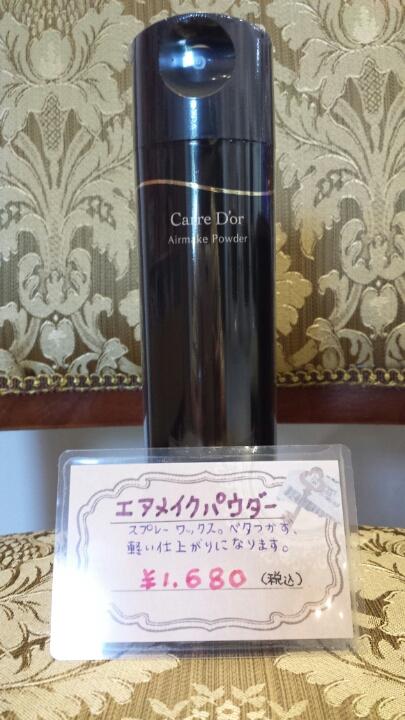 Carre D'or
Airmake Powder
エアメイクパウダー
スプレーワックス。ベタつかず、
軽い仕上がりになります。
¥1,680 (税込)